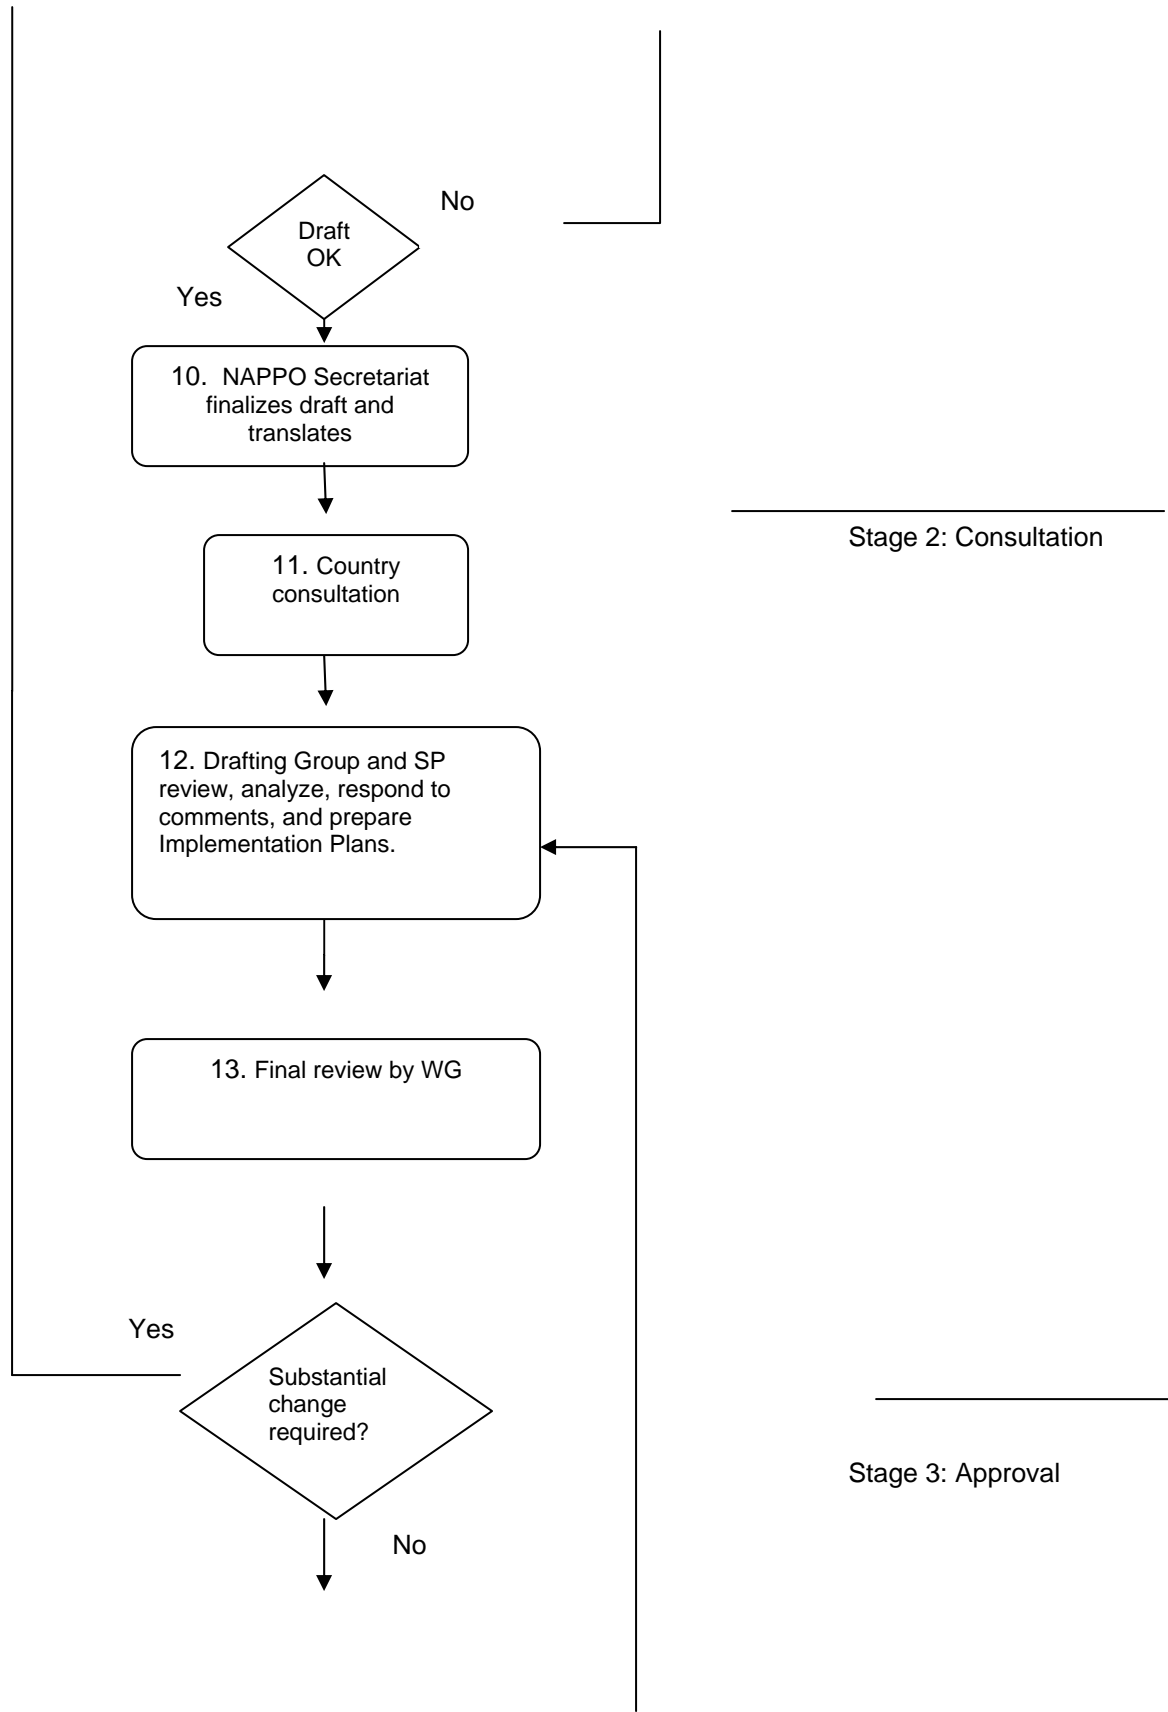 No
Draft
OK
Yes
10. NAPPO Secretariat
finalizes draft and
translates
Stage 2: Consultation
11. Country
consultation
12. Drafting Group and SP
review, analyze, respond to
comments, and prepare
Implementation Plans.
13. Final review by WG
Yes
Substantial
change
required?
Stage 3: Approval
No